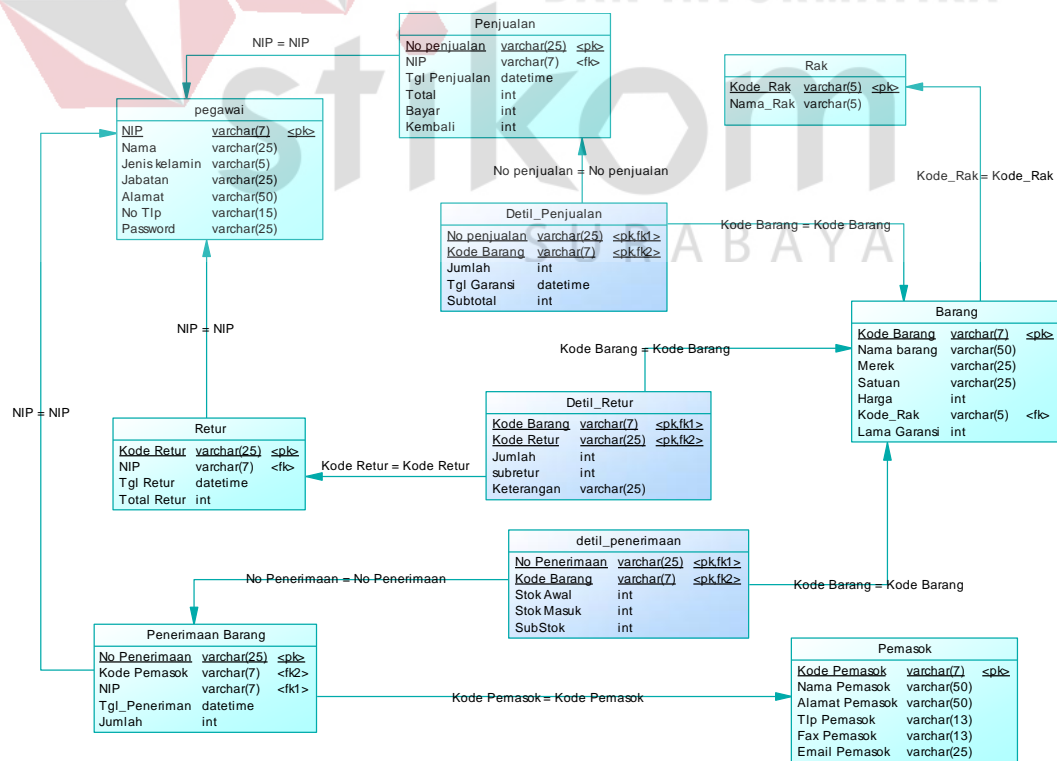 Penjualan
No penjualan varchar(25) <pk>
NIP varchar(7) <fk>
Tgl Penjualan datetime
Total int
Bayar int
Kembali int
NIP = NIP
Rak
Kode_Rak varchar(5) <pk>
Nama_Rak varchar(5)
pegawai
NIP varchar(7) <pk>
Nama varchar(25)
Jenis kelamin varchar(5)
Jabatan varchar(25)
Alamat varchar(50)
No Tlp varchar(15)
Password varchar(25)
stikom
SURABAYA
No penjualan = No penjualan
Kode_Rak = Kode_Rak
Detil_Penjualan
No penjualan varchar(25) <pk,fk1>
Kode Barang varchar(7) <pk,fk2>
Jumlah int
Tgl Garansi datetime
Subtotal int
Kode Barang = Kode Barang
Barang
Kode Barang varchar(7) <pk>
Nama barang varchar(50)
Merek varchar(25)
Satuan varchar(25)
Harga int
Kode_Rak varchar(5) <fk>
Lama Garansi int
NIP = NIP
Kode Barang = Kode Barang
Detil_Retur
Kode Barang varchar(7) <pk,fk1>
Kode Retur varchar(25) <pk,fk2>
Jumlah int
subretur int
Keterangan varchar(25)
NIP = NIP
Retur
Kode Retur varchar(25) <pk>
NIP varchar(7) <fk>
Tgl Retur datetime
Total Retur int
Kode Retur = Kode Retur
detil_penerimaan
No Penerimaan varchar(25) <pk,fk1>
Kode Barang varchar(7) <pk,fk2>
Stok Awal int
Stok Masuk int
SubStok int
No Penerimaan = No Penerimaan
Kode Barang = Kode Barang
Penerimaan Barang
No Penerimaan varchar(25) <pk>
Kode Pemasok varchar(7) <fk2>
NIP varchar(7) <fk1>
Tgl_Peneriman datetime
Jumlah int
Kode Pemasok = Kode Pemasok
Pemasok
Kode Pemasok varchar(7) <pk>
Nama Pemasok varchar(50)
Alamat Pemasok varchar(50)
Tlp Pemasok varchar(13)
Fax Pemasok varchar(13)
Email Pemasok varchar(25)